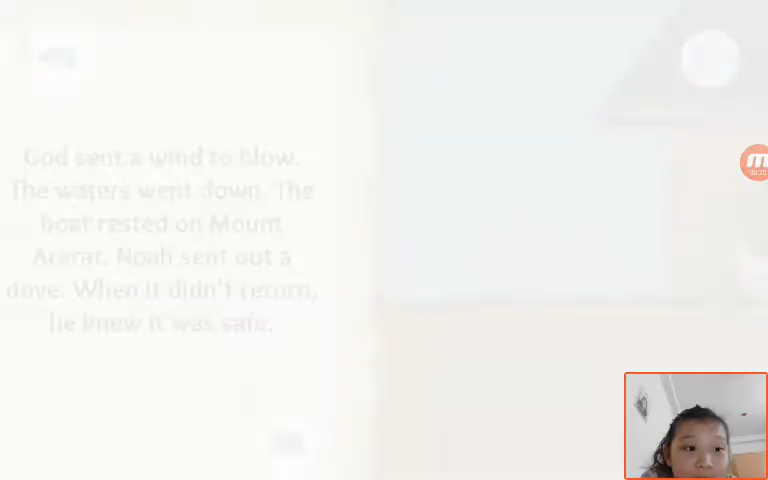 God sent a wind to blow.
The waters went down. The
boat rested on Mount
Ararat. Noah sent out a
dove. When it didn't return,
he knew it was safe.